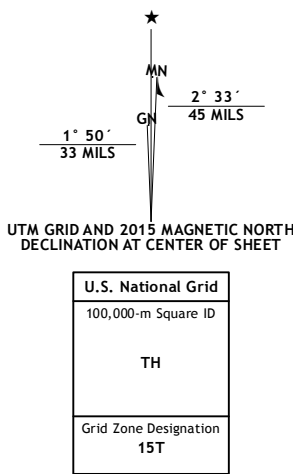 ★
MN
GN
2° 33´
45 MILS
1° 50´
33 MILS
UTM GRID AND 2015 MAGNETIC NORTH
DECLINATION AT CENTER OF SHEET
U.S. National Grid
100,000-m Square ID
TH
Grid Zone Designation
15T